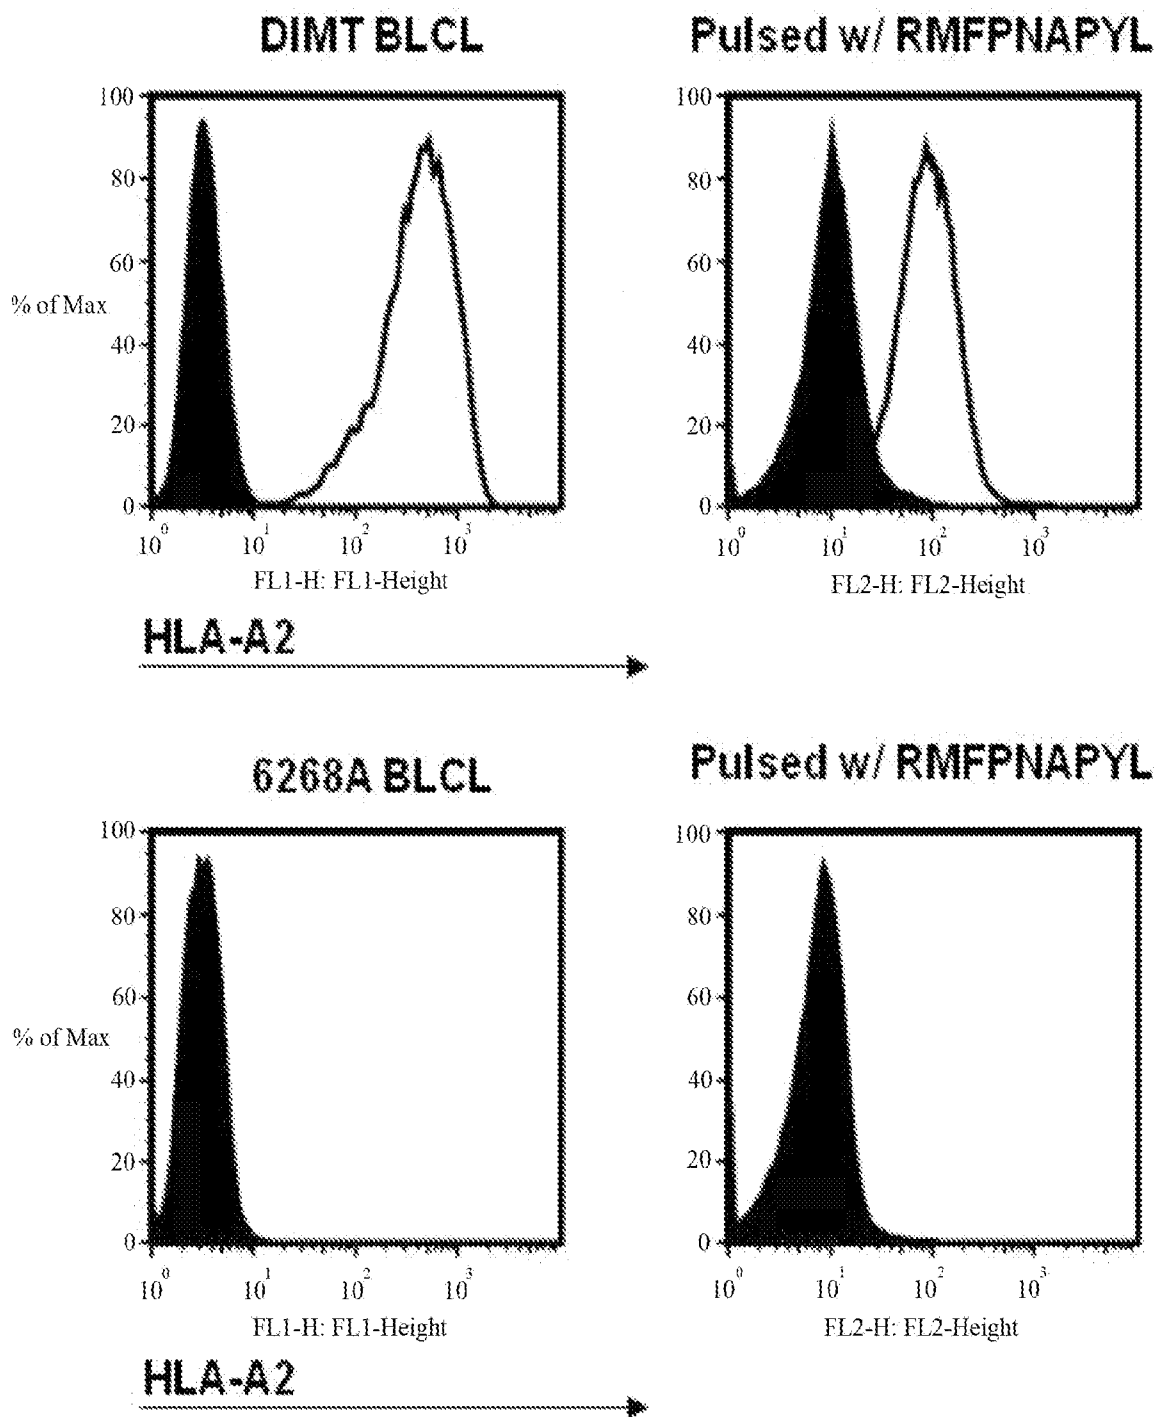 DIMT BLCL
Pulsed w/ RMFPNAPYL
100
80
60
% of Max
40
20
0
10⁰ 10¹ 10² 10³
FL1-H: FL1-Height
100
80
60
40
20
0
10⁰ 10¹ 10² 10³
FL2-H: FL2-Height
HLA-A2
6268A BLCL
Pulsed w/ RMFPNAPYL
100
80
60
% of Max
40
20
0
10⁰ 10¹ 10² 10³
FL1-H: FL1-Height
100
80
60
40
20
0
10⁰ 10¹ 10² 10³
FL2-H: FL2-Height
HLA-A2